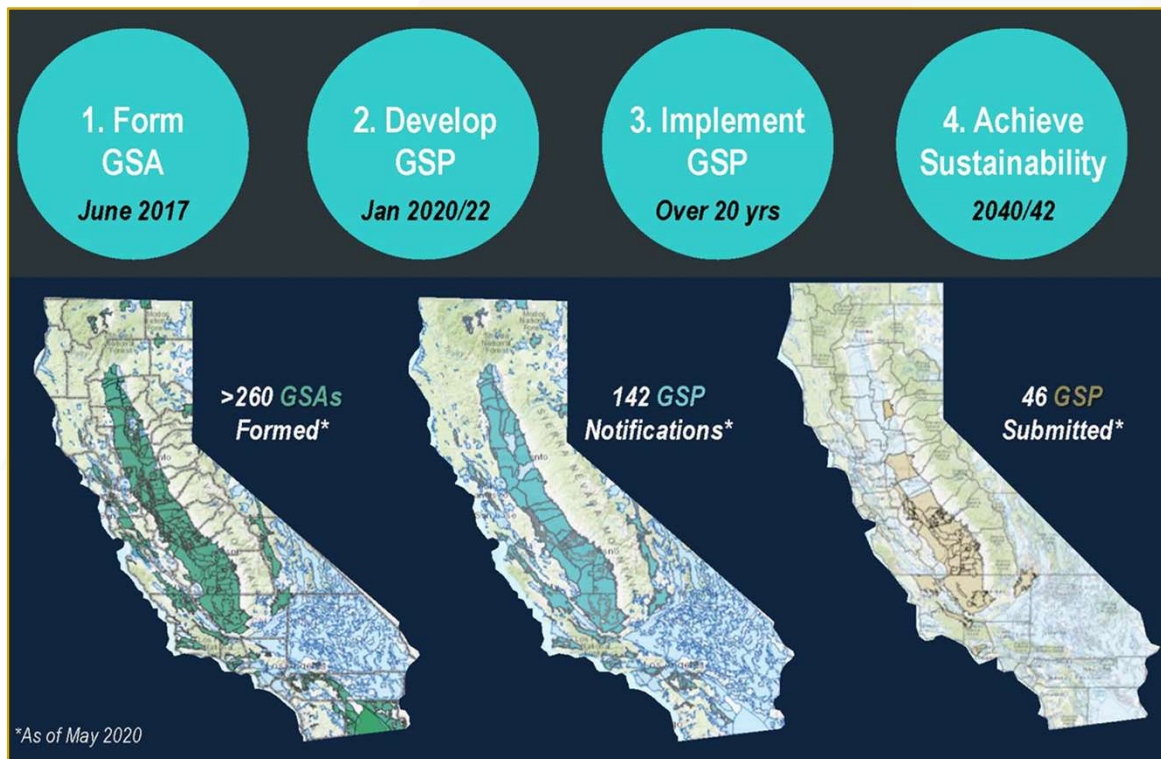 1. Form
GSA
June 2017
2. Develop
GSP
Jan 2020/22
3. Implement
GSP
Over 20 yrs
4. Achieve
Sustainability
2040/42
>260 GSAs
Formed*
142 GSP
Notifications*
46 GSP
Submitted*
*As of May 2020